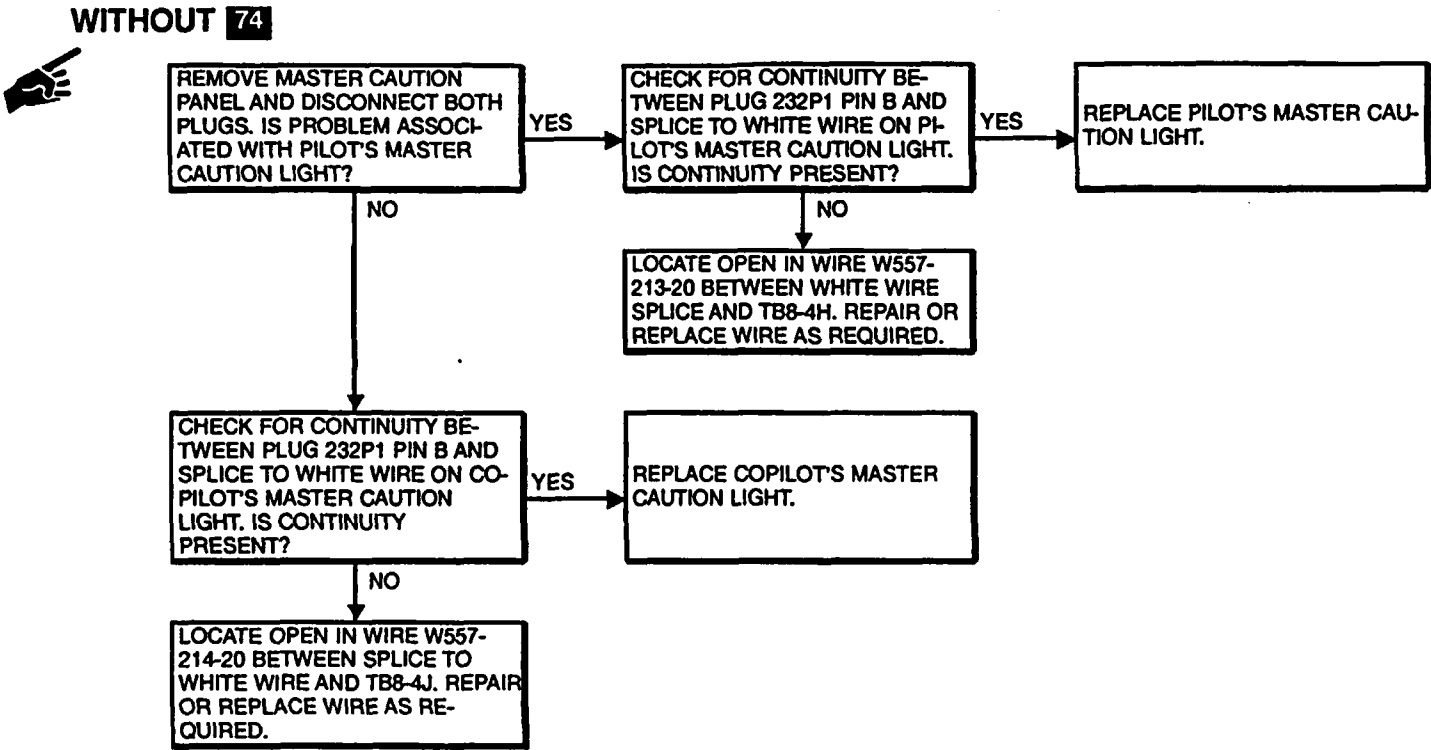 WITHOUT 74
REMOVE MASTER CAUTION
PANEL AND DISCONNECT BOTH
PLUGS. IS PROBLEM ASSOCI-
ATED WITH PILOT'S MASTER
CAUTION LIGHT?
YES
CHECK FOR CONTINUITY BE-
TWEEN PLUG 232P1 PIN B AND
SPLICE TO WHITE WIRE ON PI-
LOT'S MASTER CAUTION LIGHT.
IS CONTINUITY PRESENT?
YES
REPLACE PILOT'S MASTER CAU-
TION LIGHT.
NO
NO
LOCATE OPEN IN WIRE W557-
213-20 BETWEEN WHITE WIRE
SPLICE AND TB8-4H. REPAIR OR
REPLACE WIRE AS REQUIRED.
CHECK FOR CONTINUITY BE-
TWEEN PLUG 232P1 PIN B AND
SPLICE TO WHITE WIRE ON CO-
PILOT'S MASTER CAUTION
LIGHT. IS CONTINUITY
PRESENT?
YES
REPLACE COPILOT'S MASTER
CAUTION LIGHT.
NO
LOCATE OPEN IN WIRE W557-
214-20 BETWEEN SPLICE TO
WHITE WIRE AND TB8-4J. REPAIR
OR REPLACE WIRE AS RE-
QUIRED.